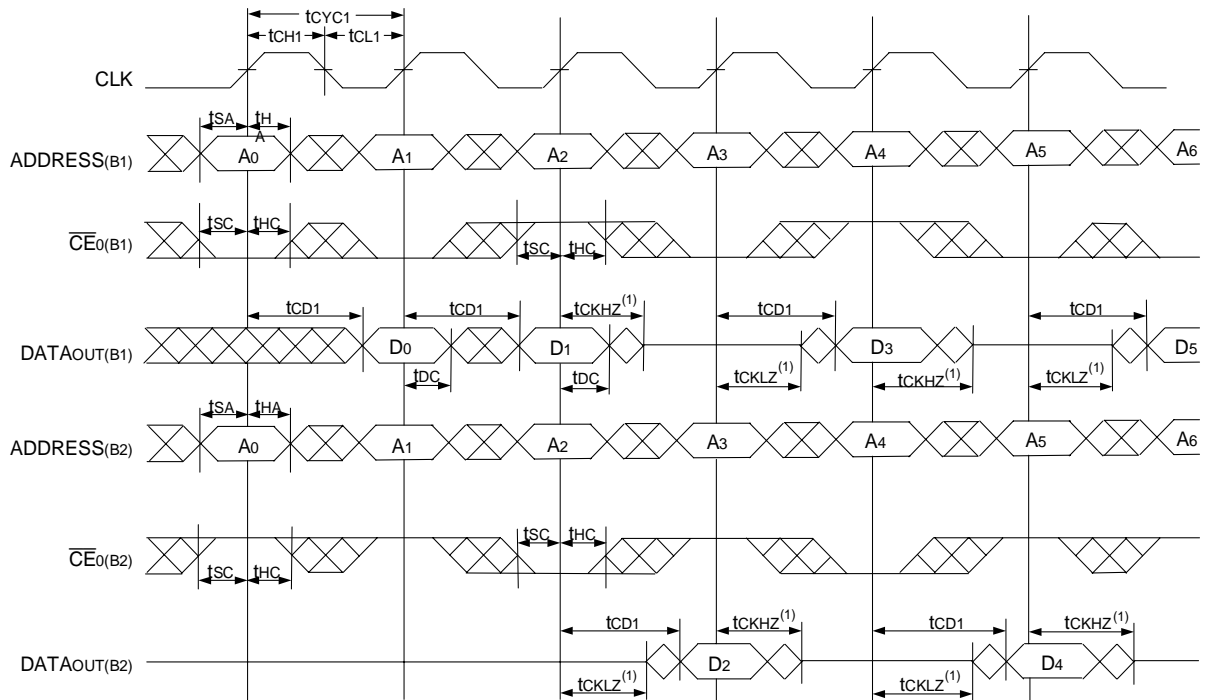 tCYC1
tCH1 tCL1
CLK
tSA tH
A
ADDRESS(B1) A0 A1 A2 A3 A4 A5 A6
tSC tHC
CE0(B1)
tSC tHC
tCD1 tCD1 tCKHZ(1) tCD1 tCD1
DATAOUT(B1) D0 D1 D3 D5
tDC tDC tCKLZ(1) tCKHZ(1) tCKLZ(1)
tSA tHA
ADDRESS(B2) A0 A1 A2 A3 A4 A5 A6
tSC tHC
CE0(B2)
tSC tHC
tCD1 tCKHZ(1) tCD1 tCKHZ(1)
DATAOUT(B2) D2 D4
tCKLZ(1) tCKLZ(1)